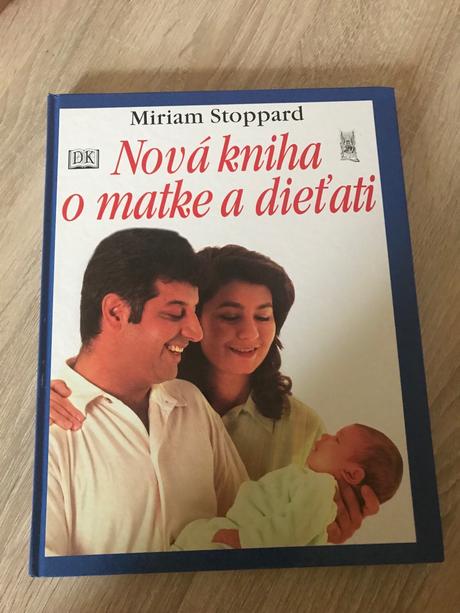 Miriam Stoppard
DK
Nová kniha
o matke a dieťati